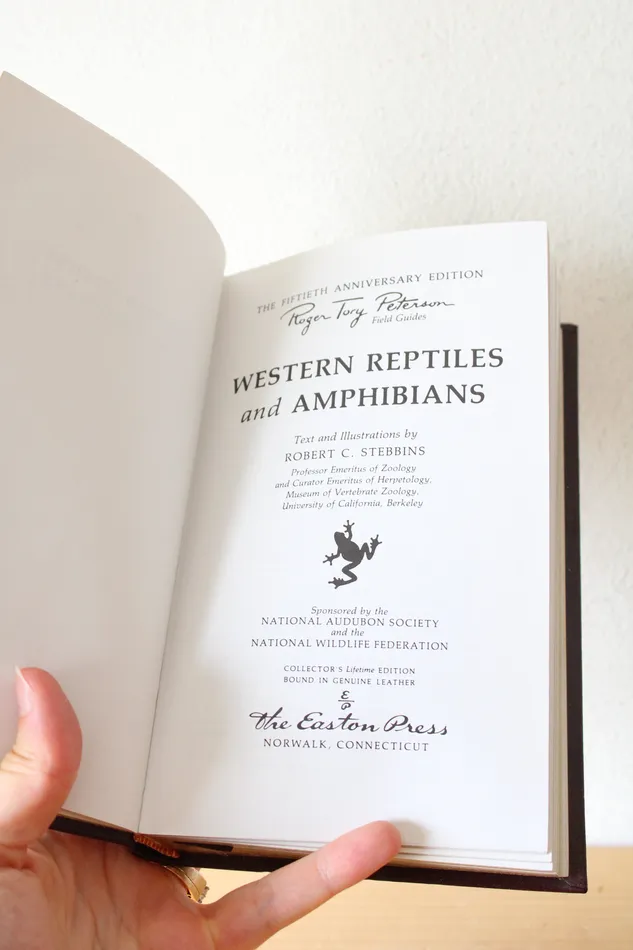 THE FIFTIETH ANNIVERSARY EDITION
Roger Tory Peterson
Field Guides
WESTERN REPTILES
and AMPHIBIANS
Text and Illustrations by
ROBERT C. STEBBINS
Professor Emeritus of Zoology
and Curator Emeritus of Herpetology,
Museum of Vertebrate Zoology,
University of California, Berkeley
Sponsored by the
NATIONAL AUDUBON SOCIETY
and the
NATIONAL WILDLIFE FEDERATION
COLLECTOR'S Lifetime EDITION
BOUND IN GENUINE LEATHER
E
P
The Easton Press
NORWALK, CONNECTICUT